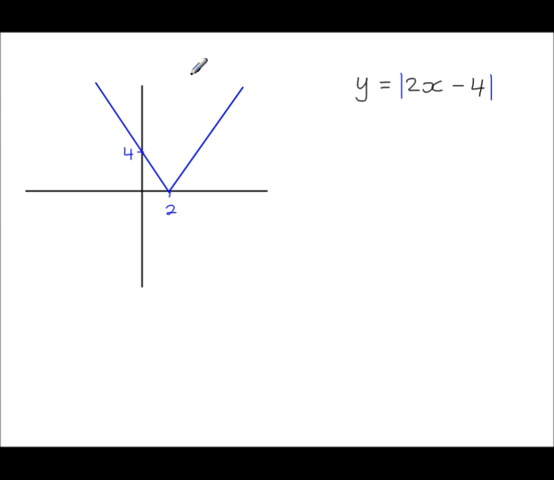 y = |2x − 4|
4
2